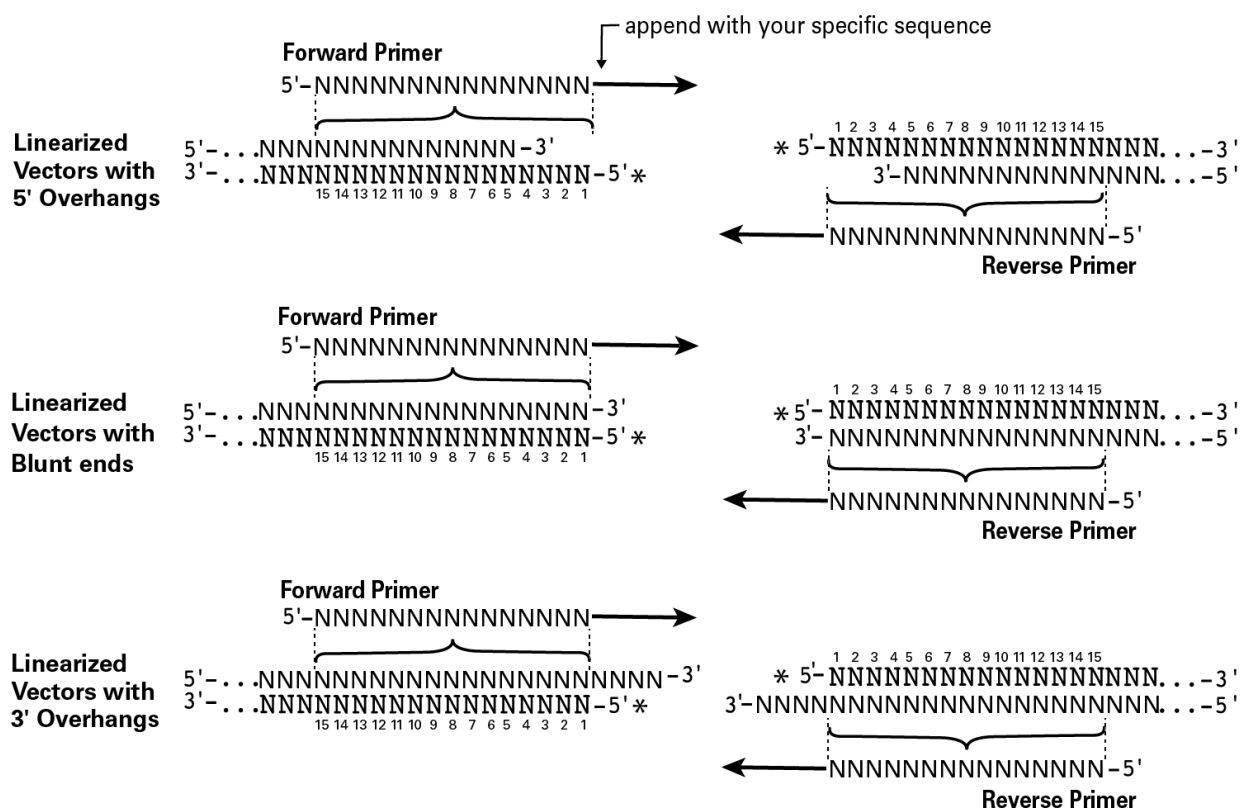 append with your specific sequence
Forward Primer
5'-NNNNNNNNNNNNNNN
Linearized
Vectors with
5' Overhangs
5'-...NNNNNNNNNNNNNN-3'
3'-...NNNNNNNNNNNNNNNNNN-5'*
15 14 13 12 11 10 9 8 7 6 5 4 3 2 1
1 2 3 4 5 6 7 8 9 10 11 12 13 14 15
* 5'-NNNNNNNNNNNNNNNNNN...-3'
3'-NNNNNNNNNNNNNN...-5'
NNNNNNNNNNNNNNN-5'
Reverse Primer
Forward Primer
5'-NNNNNNNNNNNNNNN
Linearized
Vectors with
Blunt ends
5'-...NNNNNNNNNNNNNNNNNN-3'
3'-...NNNNNNNNNNNNNNNNNN-5'*
15 14 13 12 11 10 9 8 7 6 5 4 3 2 1
1 2 3 4 5 6 7 8 9 10 11 12 13 14 15
* 5'-NNNNNNNNNNNNNNNNNN...-3'
3'-NNNNNNNNNNNNNNNNNN...-5'
NNNNNNNNNNNNNNN-5'
Reverse Primer
Forward Primer
5'-NNNNNNNNNNNNNNN
Linearized
Vectors with
3' Overhangs
5'-...NNNNNNNNNNNNNNNNNNNNNN-3'
3'-...NNNNNNNNNNNNNNNNNN-5'*
15 14 13 12 11 10 9 8 7 6 5 4 3 2 1
1 2 3 4 5 6 7 8 9 10 11 12 13 14 15
* 5'-NNNNNNNNNNNNNNNNNN...-3'
3'-NNNNNNNNNNNNNNNNNNNNNN...-5'
NNNNNNNNNNNNNNN-5'
Reverse Primer